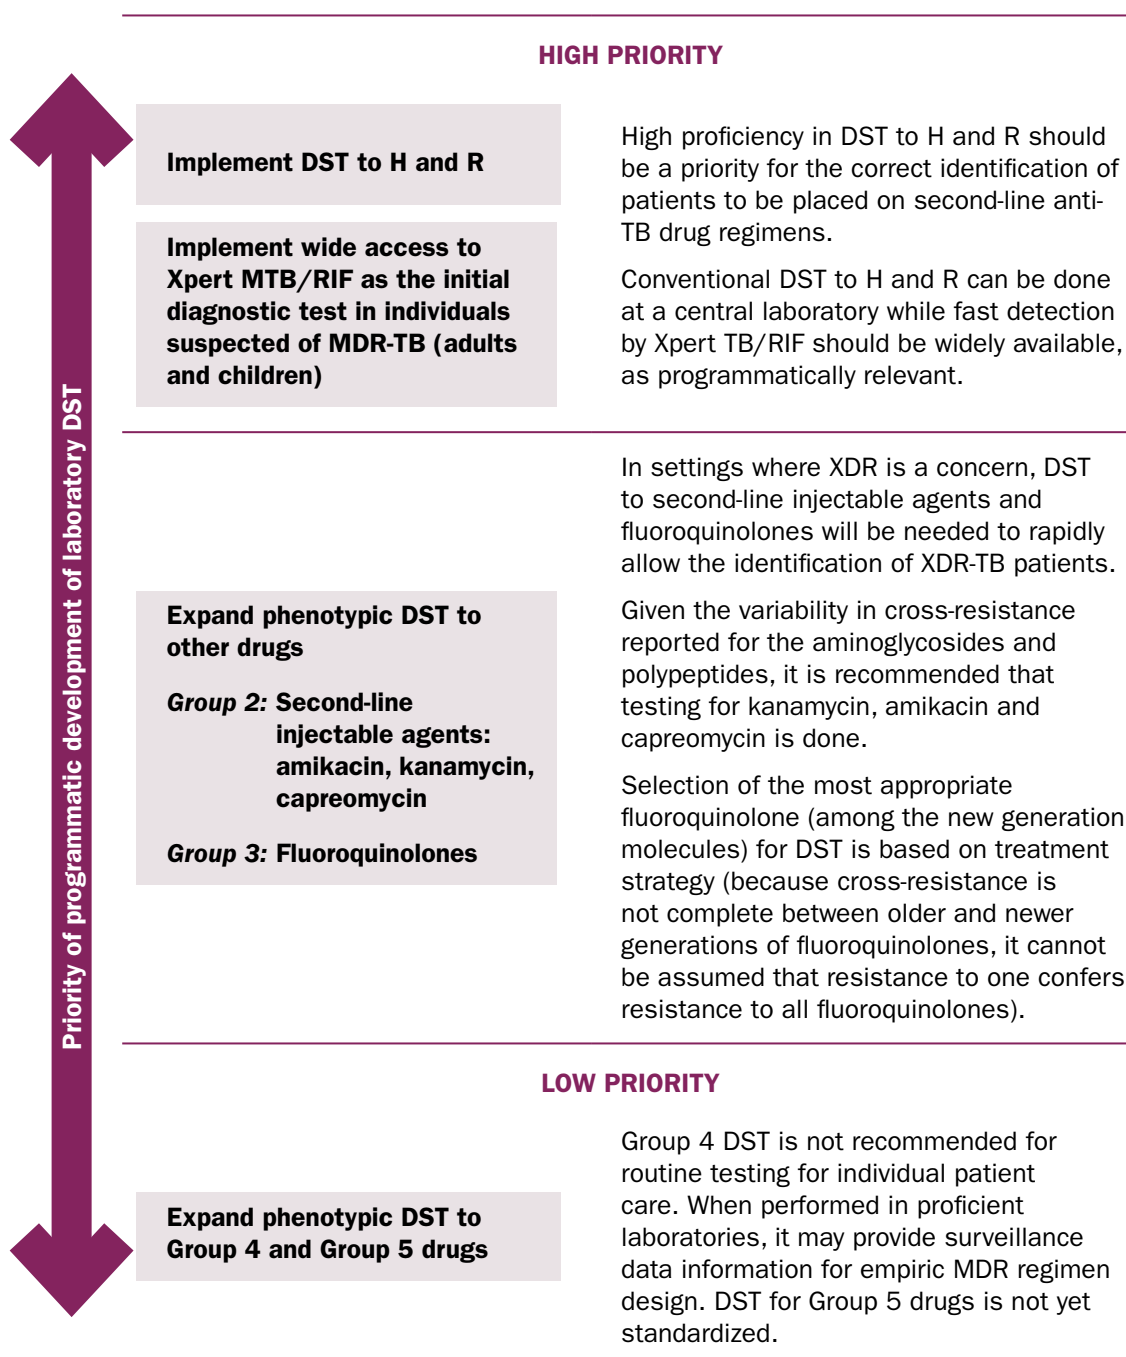 HIGH PRIORITY
Priority of programmatic development of laboratory DST
Implement DST to H and R
Implement wide access to
Xpert MTB/RIF as the initial
diagnostic test in individuals
suspected of MDR-TB (adults
and children)
High proficiency in DST to H and R should
be a priority for the correct identification of
patients to be placed on second-line anti-
TB drug regimens.
Conventional DST to H and R can be done
at a central laboratory while fast detection
by Xpert TB/RIF should be widely available,
as programmatically relevant.
Expand phenotypic DST to
other drugs
Group 2: Second-line
injectable agents:
amikacin, kanamycin,
capreomycin
Group 3: Fluoroquinolones
In settings where XDR is a concern, DST
to second-line injectable agents and
fluoroquinolones will be needed to rapidly
allow the identification of XDR-TB patients.
Given the variability in cross-resistance
reported for the aminoglycosides and
polypeptides, it is recommended that
testing for kanamycin, amikacin and
capreomycin is done.
Selection of the most appropriate
fluoroquinolone (among the new generation
molecules) for DST is based on treatment
strategy (because cross-resistance is
not complete between older and newer
generations of fluoroquinolones, it cannot
be assumed that resistance to one confers
resistance to all fluoroquinolones).
LOW PRIORITY
Expand phenotypic DST to
Group 4 and Group 5 drugs
Group 4 DST is not recommended for
routine testing for individual patient
care. When performed in proficient
laboratories, it may provide surveillance
data information for empiric MDR regimen
design. DST for Group 5 drugs is not yet
standardized.